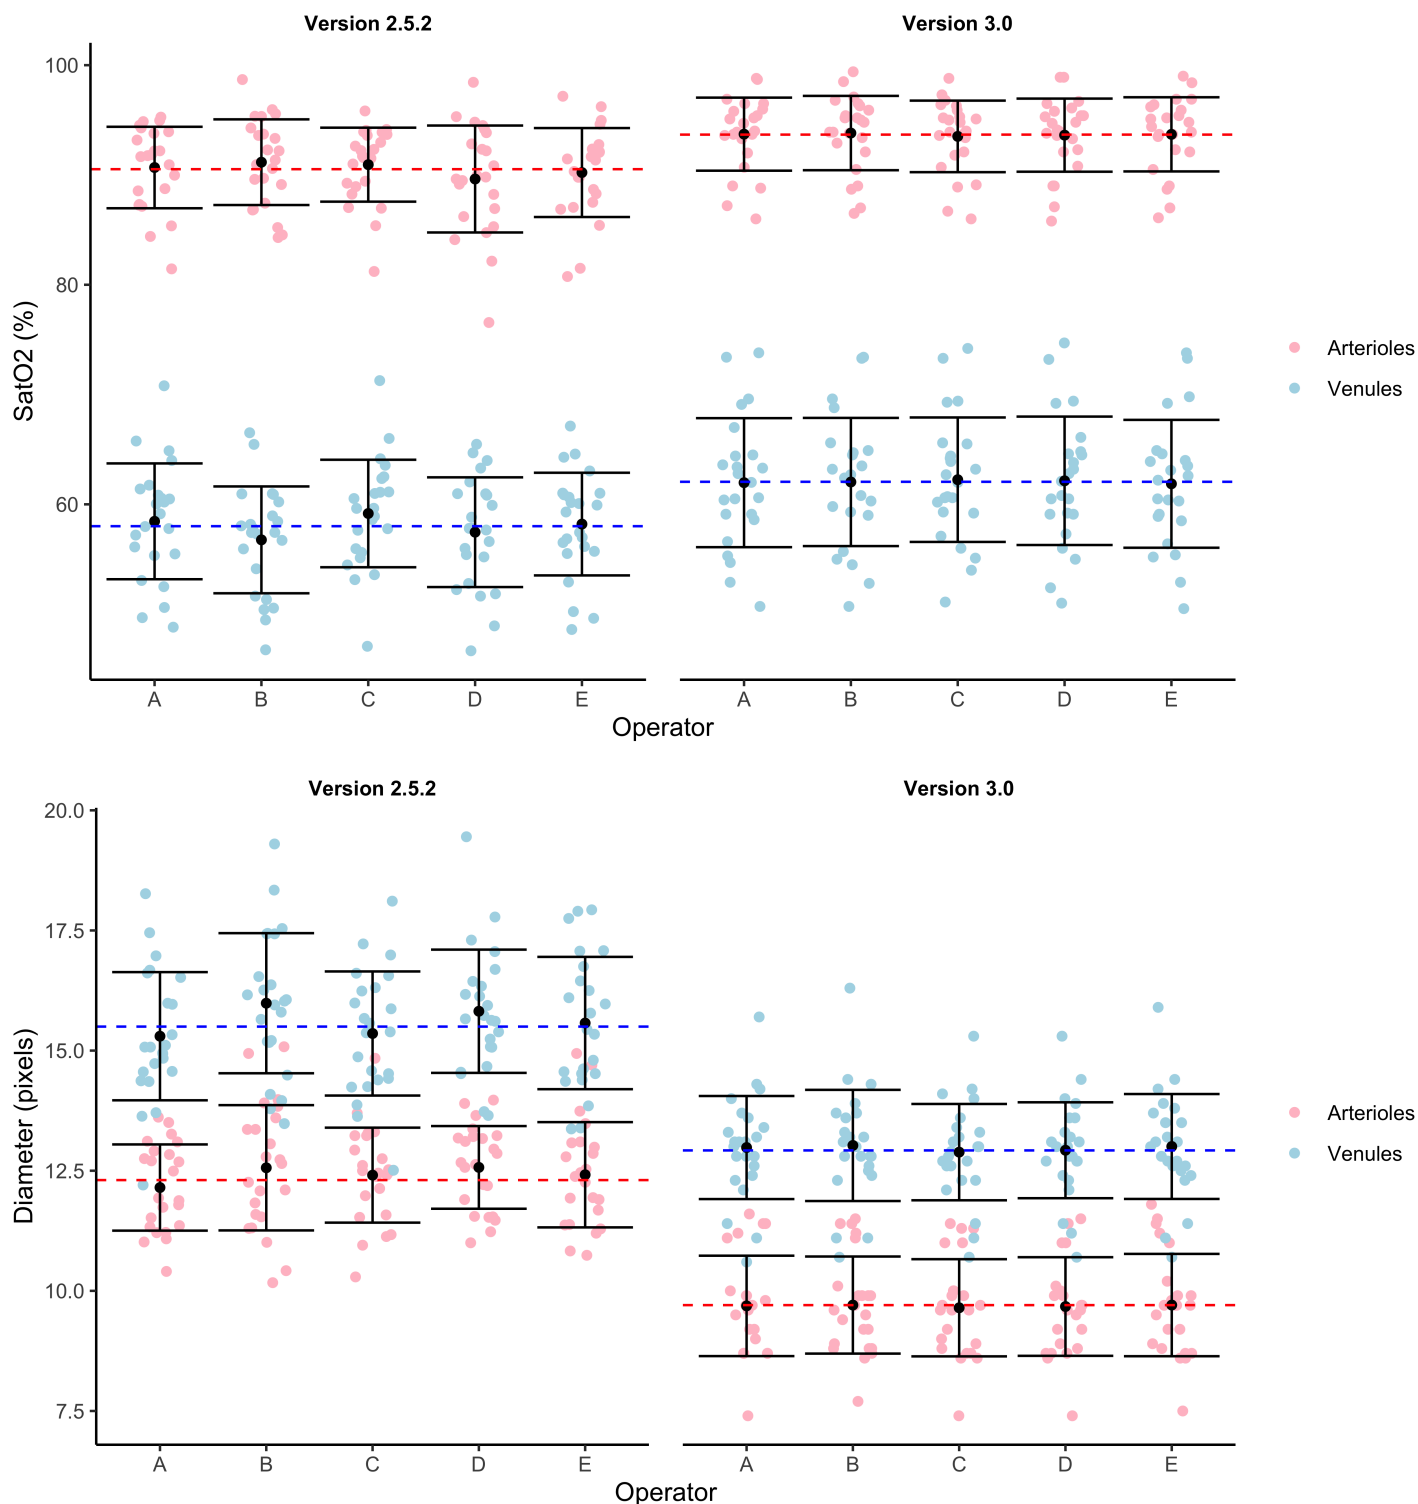 Version 2.5.2 Version 3.0
100
80
60
SatO2 (%)
Arterioles
Venules
A B C D E A B C D E
Operator
Version 2.5.2 Version 3.0
20.0
17.5
15.0
12.5
10.0
7.5
Diameter (pixels)
Arterioles
Venules
A B C D E A B C D E
Operator